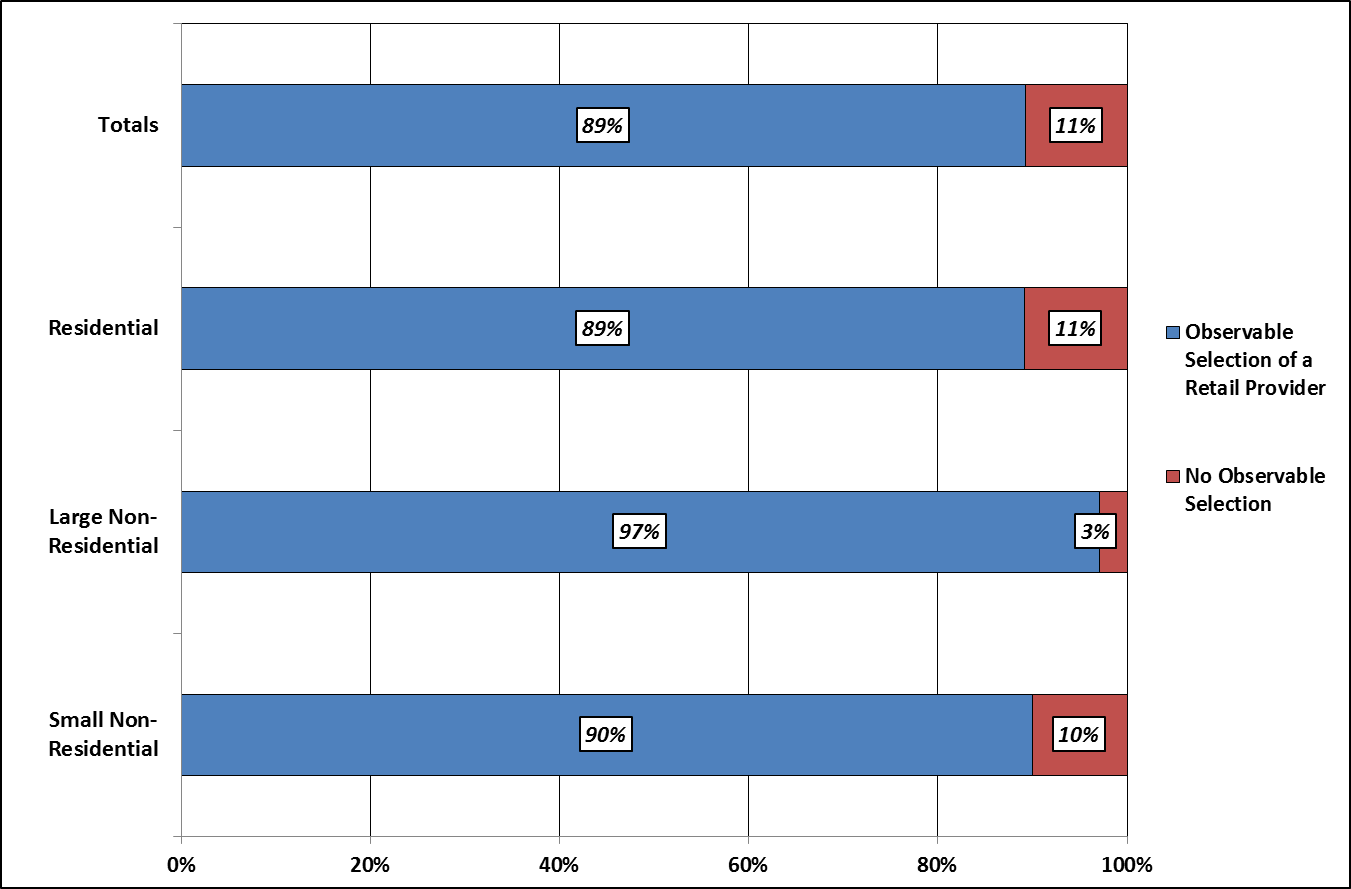 Totals
89%
11%
Residential
89%
11%
Large Non-
Residential
97%
3%
Small Non-
Residential
90%
10%
0%
20%
40%
60%
80%
100%
Observable
Selection of a
Retail Provider
No Observable
Selection